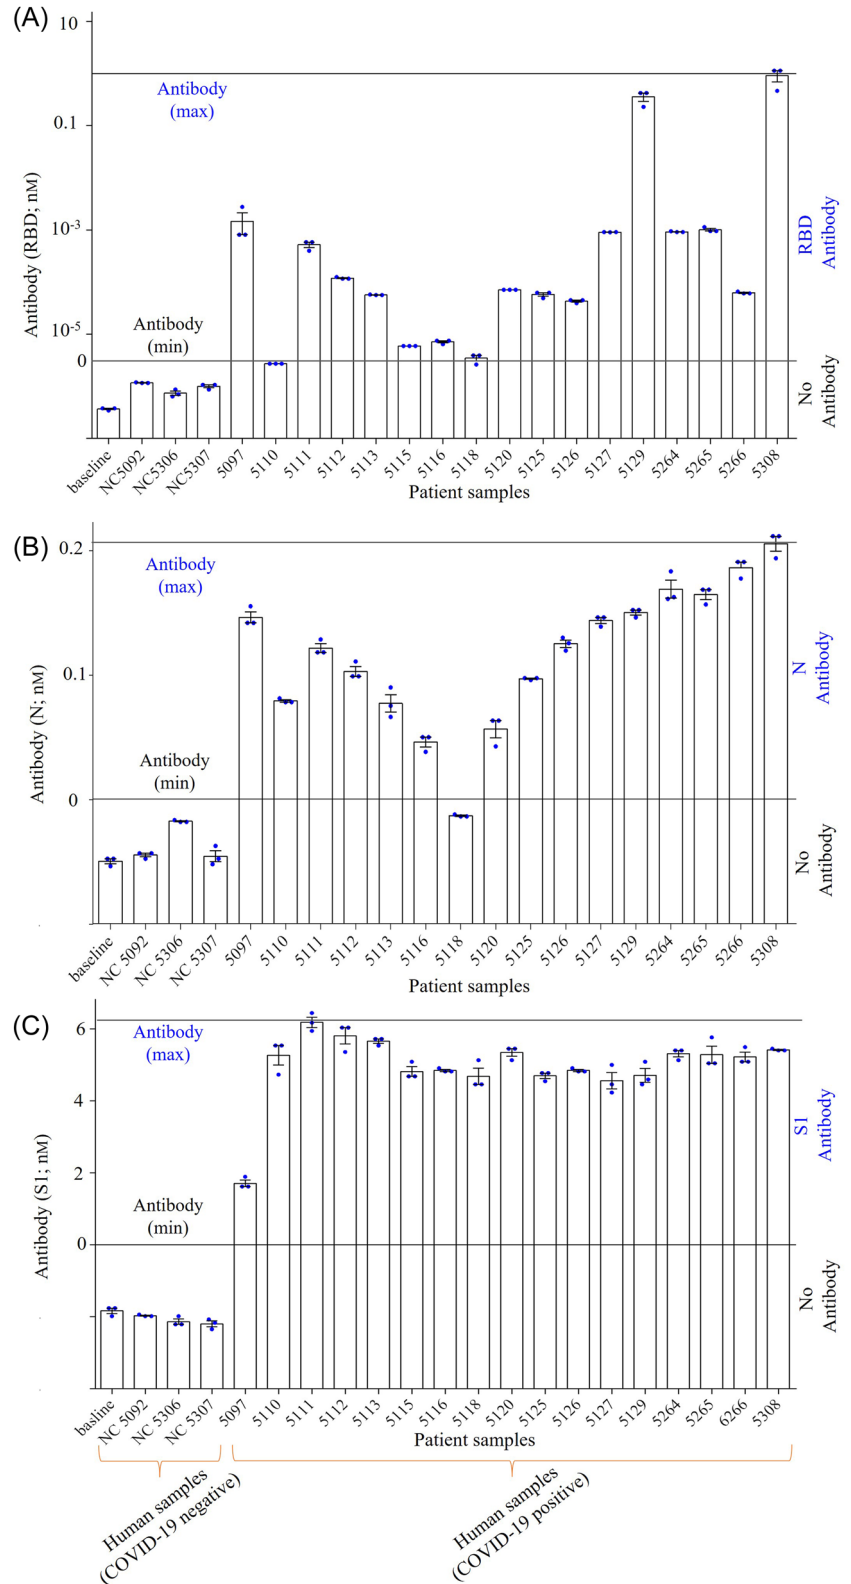 (A)
10
Antibody
(max)
0.1
Antibody (RBD; nM)
10-3
RBD
Antibody
Antibody
(min)
10-5
0
No
Antibody
baseline
NC5092
NC5306
NC5307
5097
5110
5111
5112
5113
5115
5116
5118
5120
5125
5126
5127
5129
5264
5265
5266
5308
Patient samples
(B)
0.2
Antibody
(max)
N
Antibody
0.1
Antibody (N; nM)
Antibody
(min)
0
No
Antibody
baseline
NC 5092
NC 5306
NC 5307
5097
5110
5111
5112
5113
5116
5118
5120
5125
5126
5127
5129
5264
5265
5266
5308
Patient samples
(C)
6
Antibody
(max)
4
S1
Antibody
Antibody (S1; nM)
2
Antibody
(min)
0
No
Antibody
basline
NC 5092
NC 5306
NC 5307
5097
5110
5111
5112
5113
5115
5116
5118
5120
5125
5126
5127
5129
5264
5265
6266
5308
Patient samples
Human samples
(COVID-19 negative)
Human samples
(COVID-19 positive)